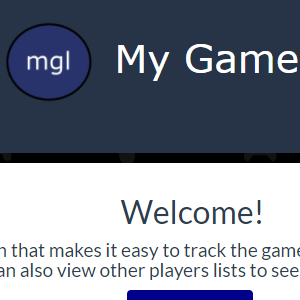 mgl My Game
Welcome!
that makes it easy to track the game
also view other players lists to see